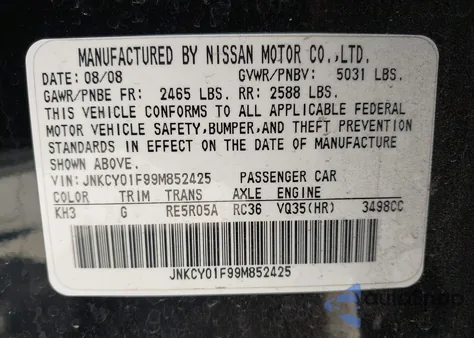 MANUFACTURED BY NISSAN MOTOR CO.,LTD.
DATE: 08/08 GVWR/PNBV: 5031 LBS.
GAWR/PNBE FR: 2465 LBS. RR: 2588 LBS.
THIS VEHICLE CONFORMS TO ALL APPLICABLE FEDERAL
MOTOR VEHICLE SAFETY,BUMPER,AND THEFT PREVENTION
STANDARDS IN EFFECT ON THE DATE OF MANUFACTURE
SHOWN ABOVE.
VIN: JNKCY01F99M852425 PASSENGER CAR
COLOR TRIM TRANS AXLE ENGINE
KH3 G RE5R05A RC36 VQ35(HR) 3498CC
JNKCY01F99M852425